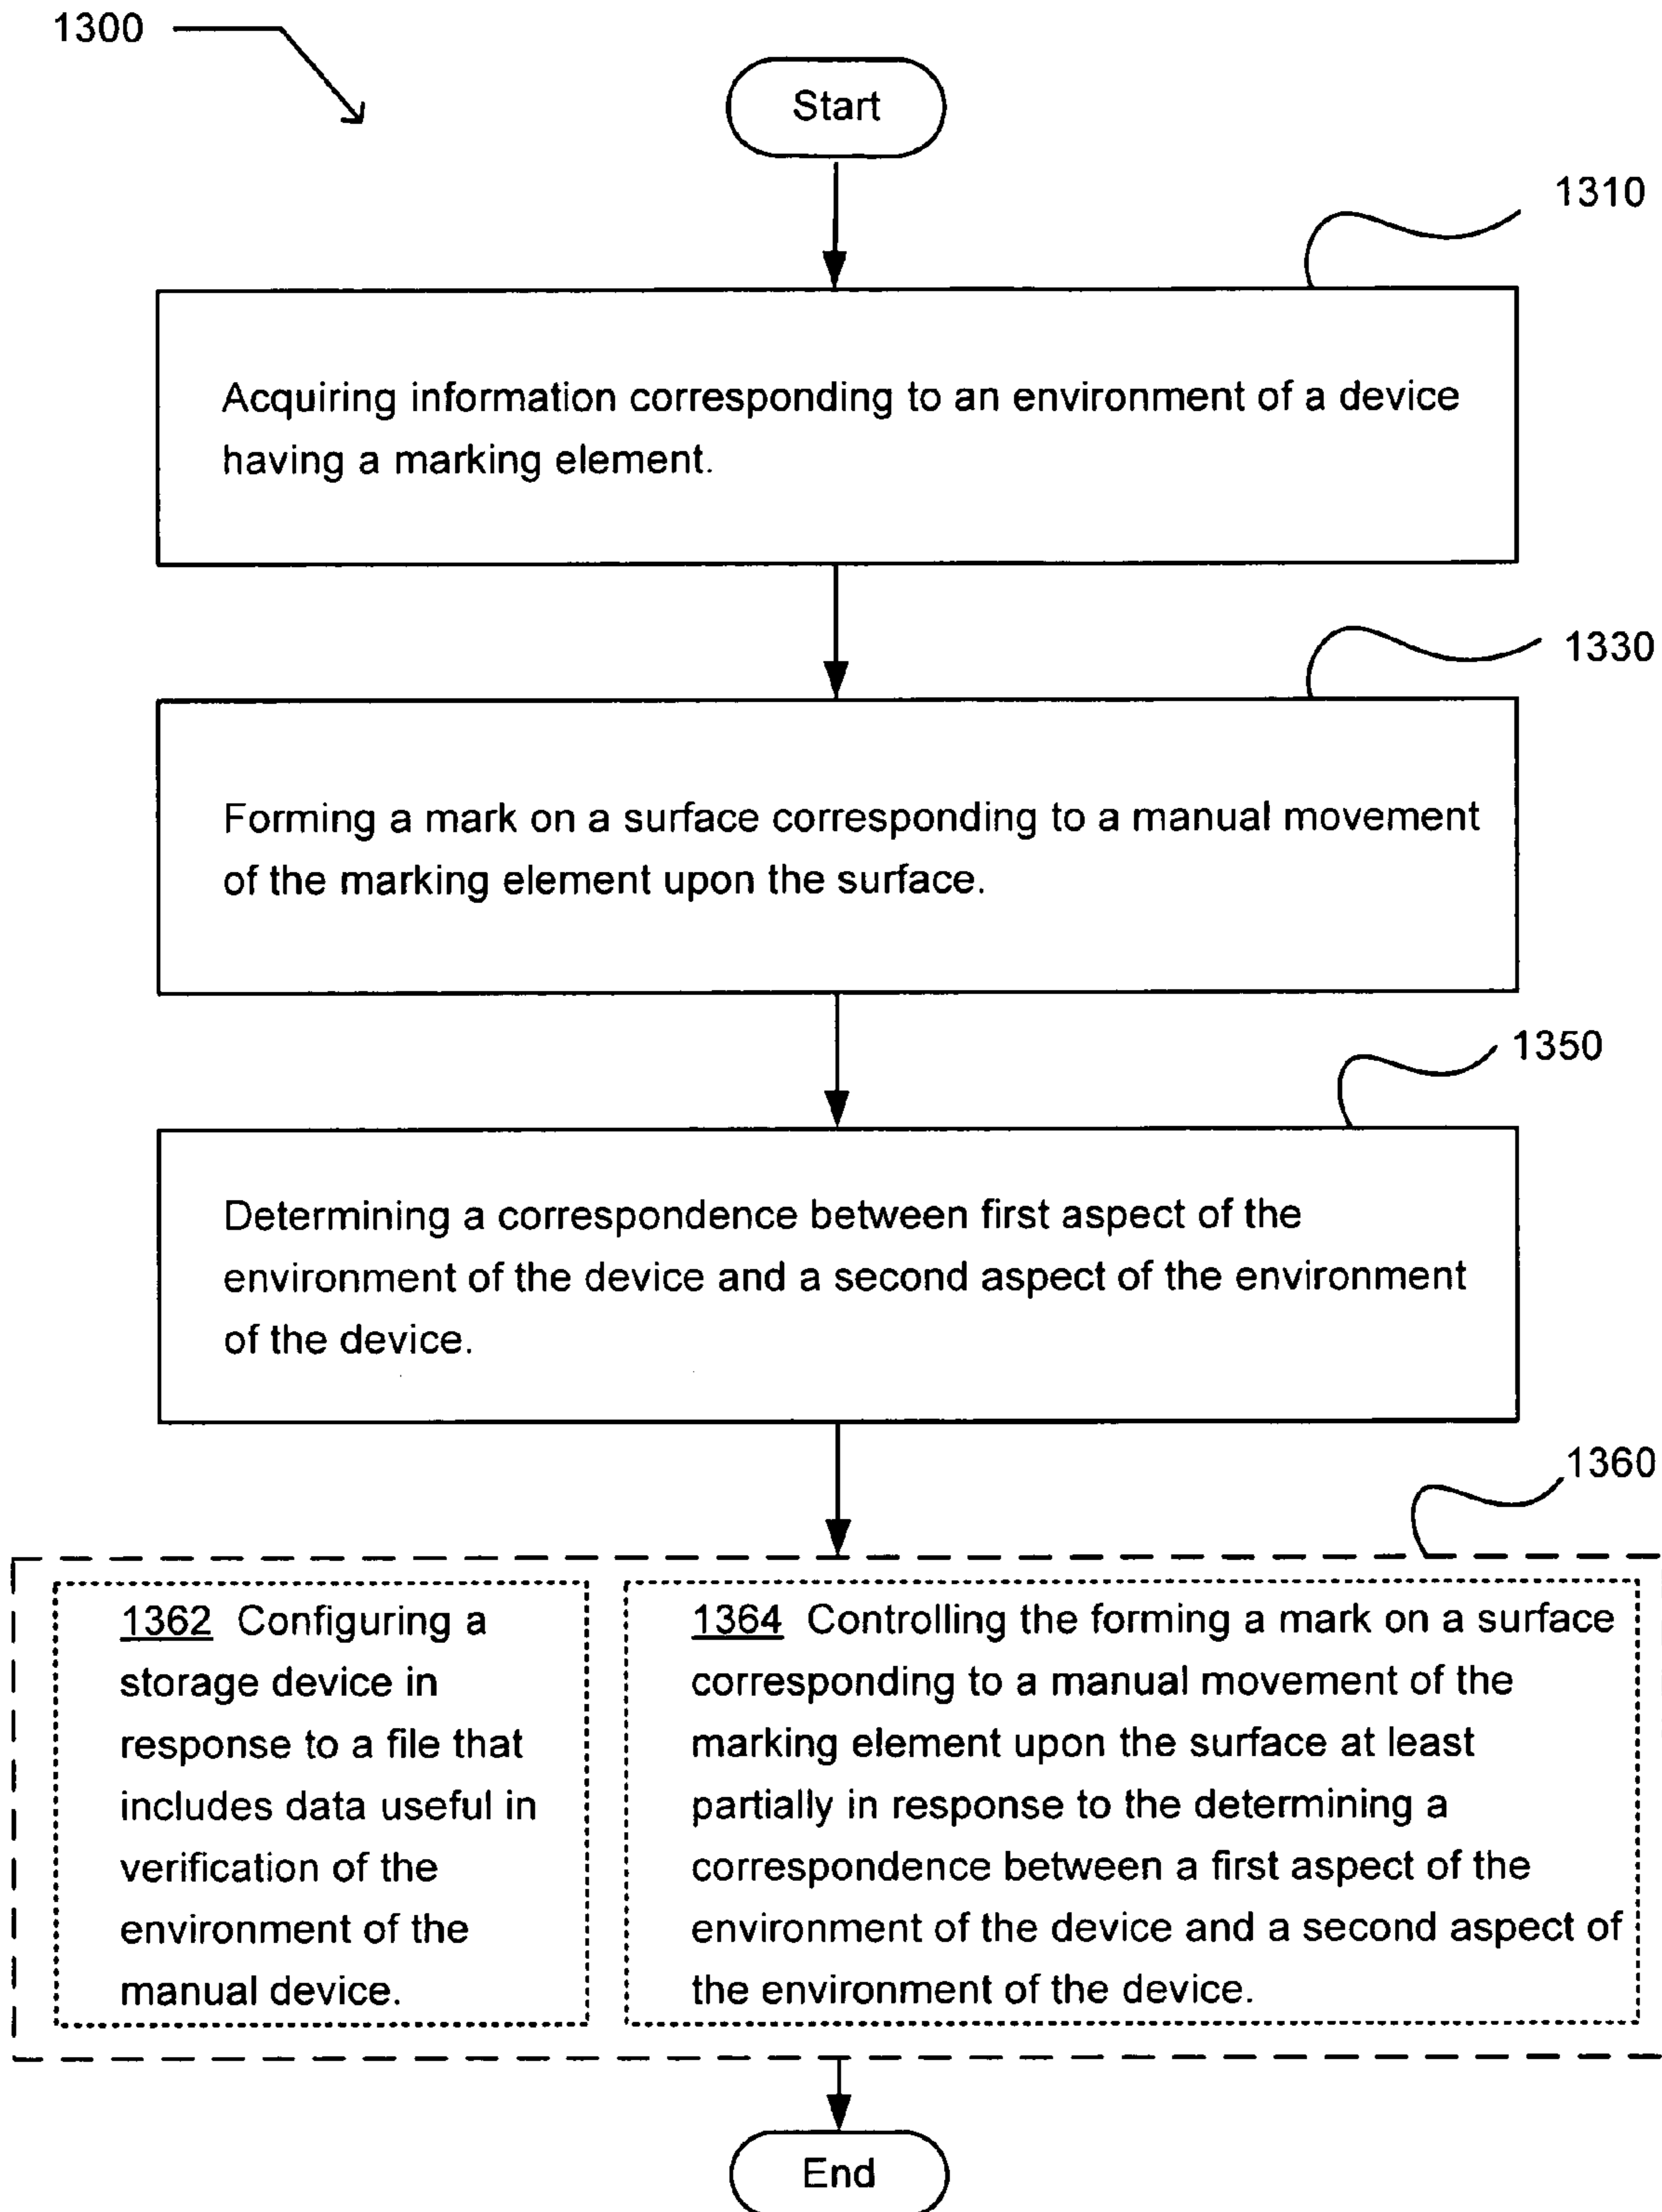 1300
Start
1310
Acquiring information corresponding to an environment of a device
having a marking element.
1330
Forming a mark on a surface corresponding to a manual movement
of the marking element upon the surface.
1350
Determining a correspondence between first aspect of the
environment of the device and a second aspect of the environment
of the device.
1360
1362 Configuring a
storage device in
response to a file that
includes data useful in
verification of the
environment of the
manual device.
1364 Controlling the forming a mark on a surface
corresponding to a manual movement of the
marking element upon the surface at least
partially in response to the determining a
correspondence between a first aspect of the
environment of the device and a second aspect of
the environment of the device.
End